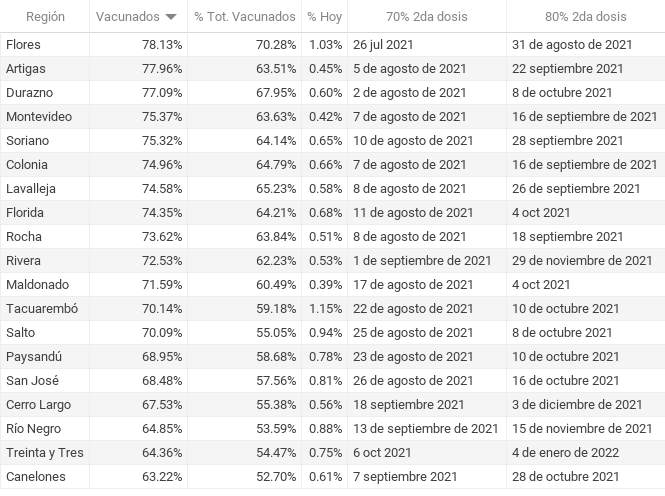 Región Vacunados % Tot. Vacunados % Hoy 70% 2da dosis 80% 2da dosis
Flores 78.13% 70.28% 1.03% 26 jul 2021 31 de agosto de 2021
Artigas 77.96% 63.51% 0.45% 5 de agosto de 2021 22 septiembre 2021
Durazno 77.09% 67.95% 0.60% 2 de agosto de 2021 8 de octubre 2021
Montevideo 75.37% 63.63% 0.42% 7 de agosto de 2021 16 de septiembre de 2021
Soriano 75.32% 64.14% 0.65% 10 de agosto de 2021 28 septiembre 2021
Colonia 74.96% 64.79% 0.66% 7 de agosto de 2021 16 de septiembre de 2021
Lavalleja 74.58% 65.23% 0.58% 8 de agosto de 2021 26 de septiembre 2021
Florida 74.35% 64.21% 0.68% 11 de agosto de 2021 4 oct 2021
Rocha 73.62% 63.84% 0.51% 8 de agosto de 2021 18 septiembre 2021
Rivera 72.53% 62.23% 0.53% 1 de septiembre de 2021 29 de noviembre de 2021
Maldonado 71.59% 60.49% 0.39% 17 de agosto de 2021 4 oct 2021
Tacuarembó 70.14% 59.18% 1.15% 22 de agosto de 2021 10 de octubre 2021
Salto 70.09% 55.05% 0.94% 25 de agosto de 2021 8 de octubre 2021
Paysandú 68.95% 58.68% 0.78% 23 de agosto de 2021 10 de octubre 2021
San José 68.48% 57.56% 0.81% 26 de agosto de 2021 16 de octubre 2021
Cerro Largo 67.53% 55.38% 0.56% 18 septiembre 2021 3 de diciembre de 2021
Río Negro 64.85% 53.59% 0.88% 13 de septiembre de 2021 15 de noviembre de 2021
Treinta y Tres 64.36% 54.47% 0.75% 6 oct 2021 4 de enero de 2022
Canelones 63.22% 52.70% 0.61% 7 septiembre 2021 28 de octubre 2021